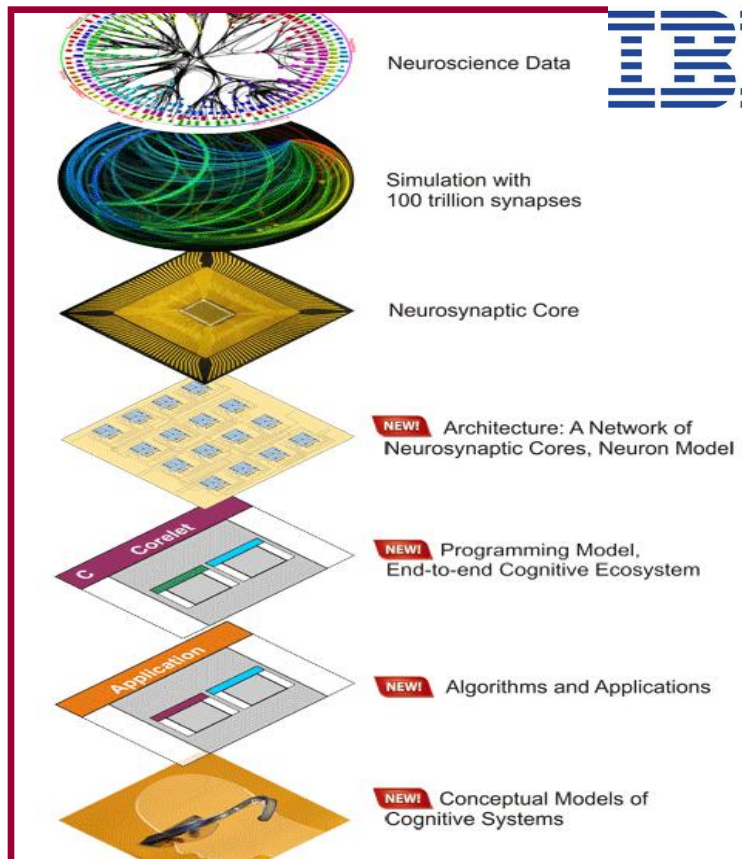 Neuroscience Data
IB
Simulation with
100 trillion synapses
Neurosynaptic Core
NEW! Architecture: A Network of
Neurosynaptic Cores, Neuron Model
C Corelet
NEW! Programming Model,
End-to-end Cognitive Ecosystem
Application
NEW! Algorithms and Applications
NEW! Conceptual Models of
Cognitive Systems